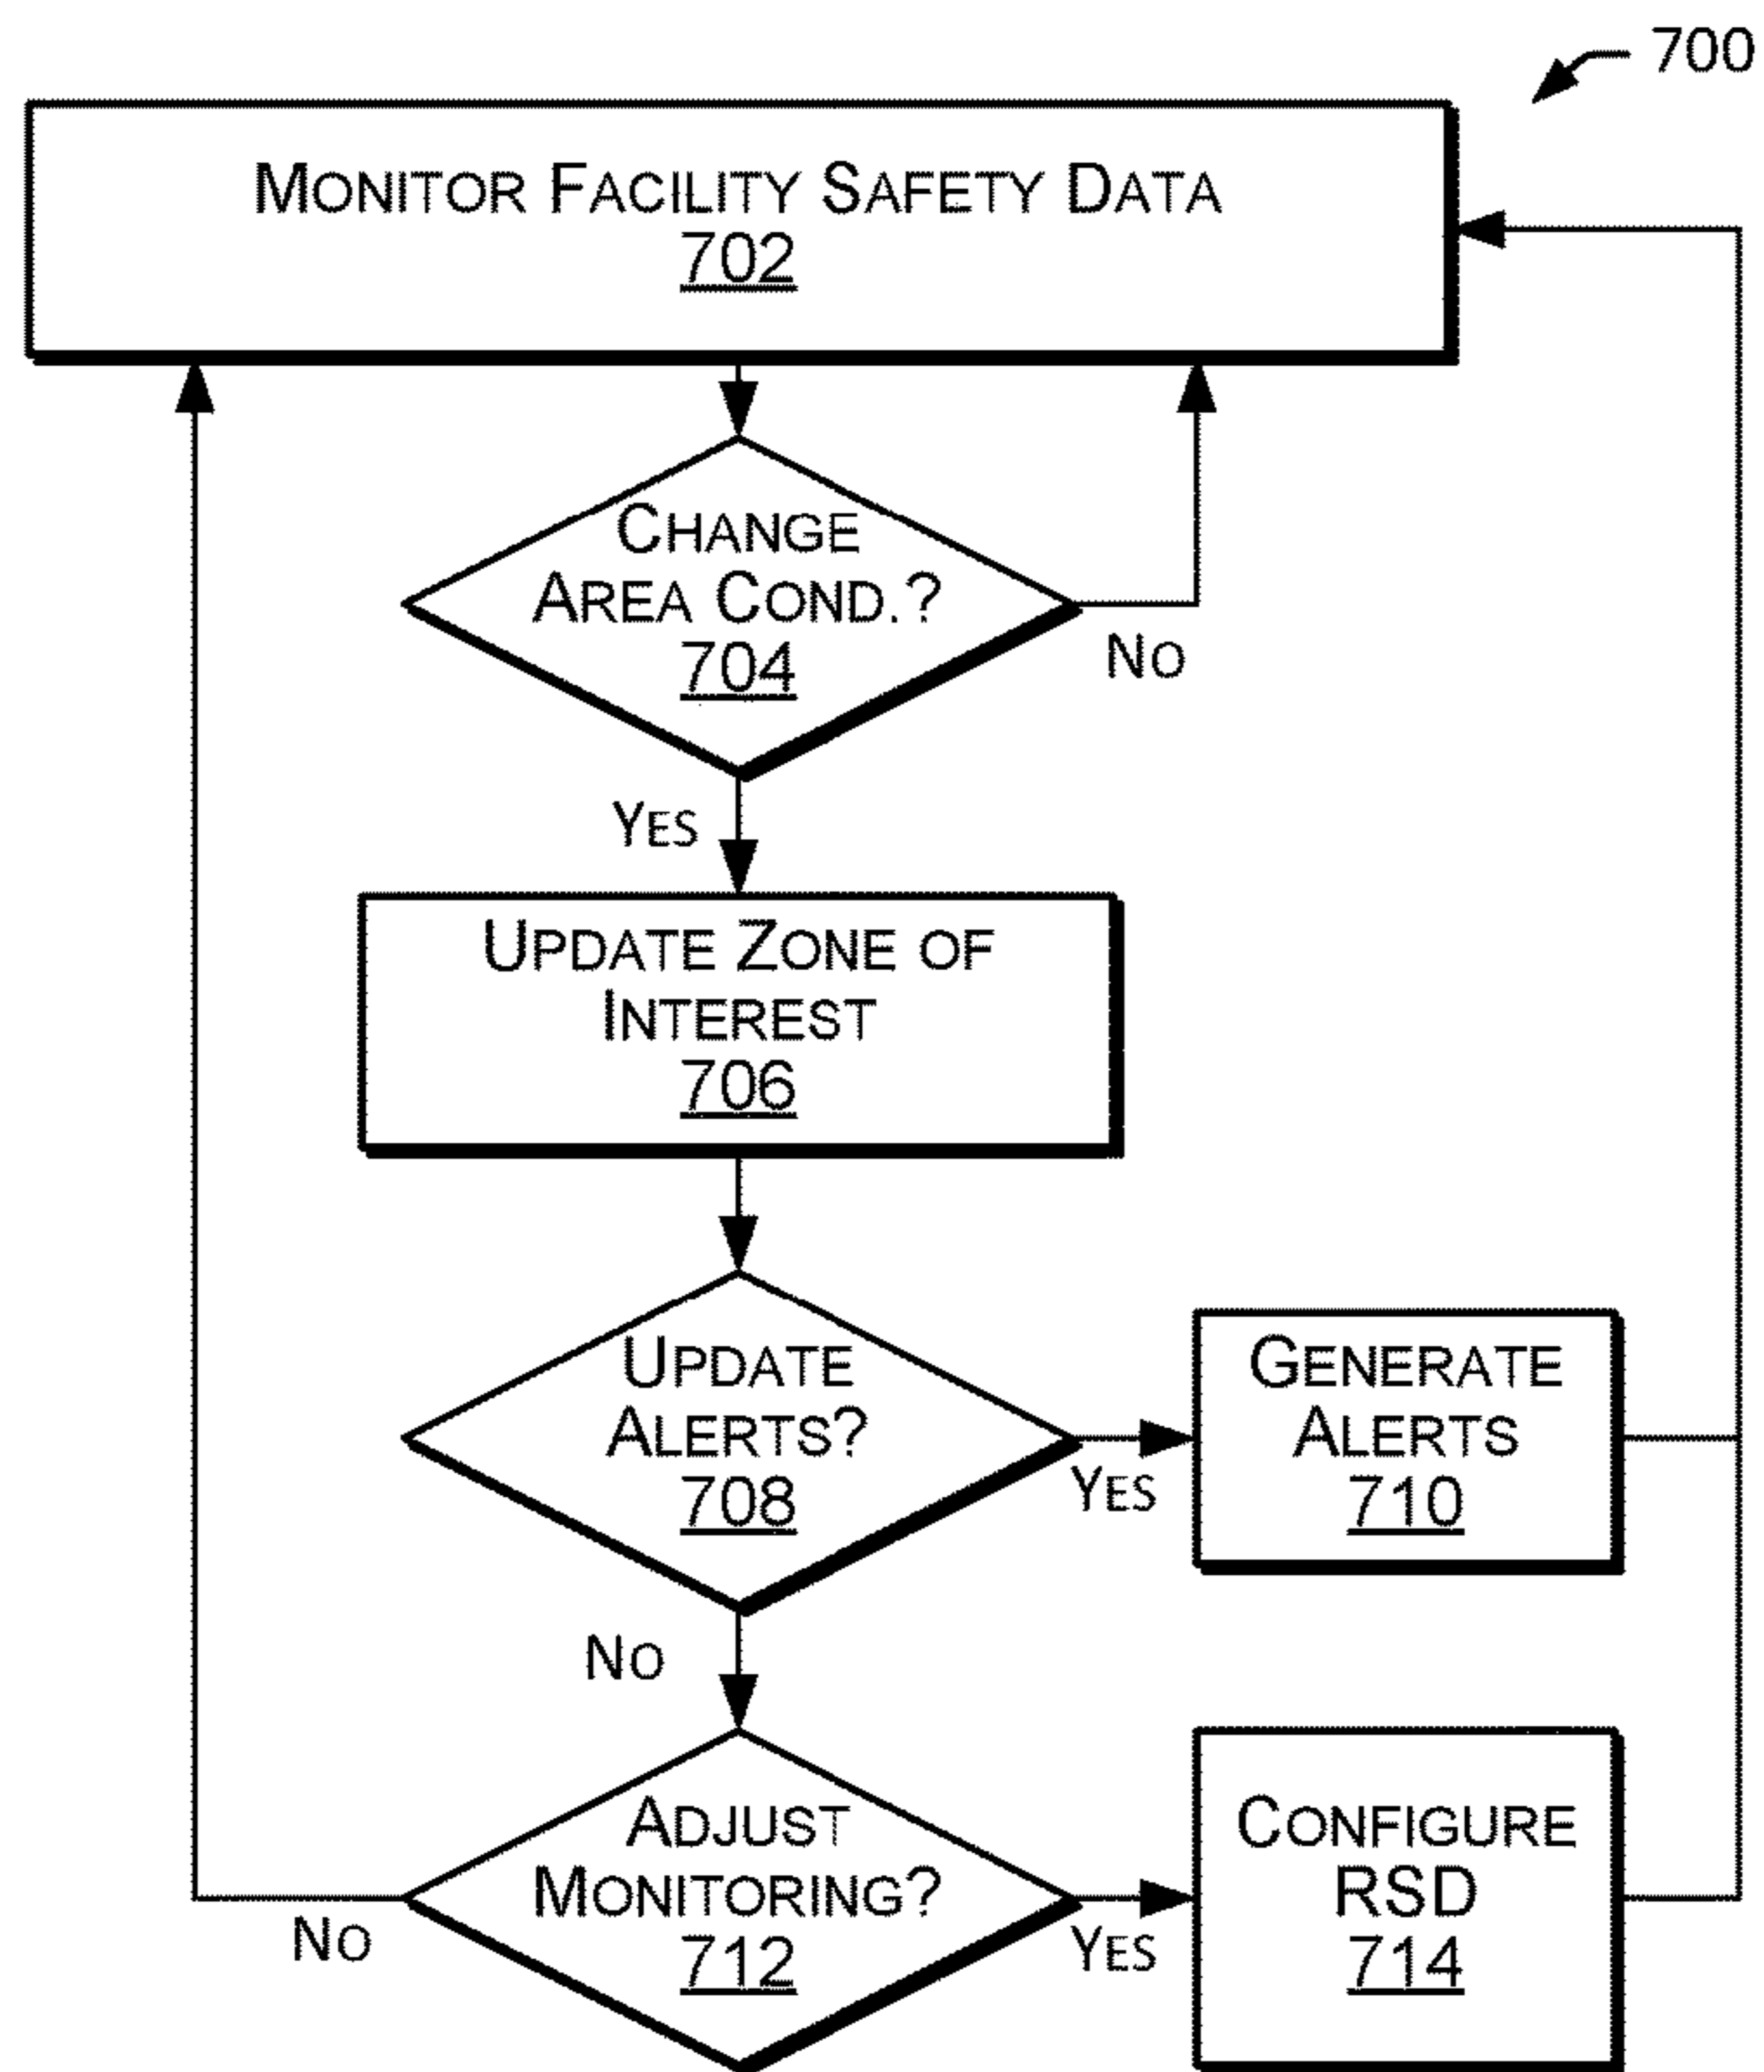 700
MONITOR FACILITY SAFETY DATA
702
CHANGE
AREA COND.?
704
NO
YES
UPDATE ZONE OF
INTEREST
706
UPDATE
ALERTS?
708
YES
GENERATE
ALERTS
710
NO
ADJUST
MONITORING?
712
NO
YES
CONFIGURE
RSD
714